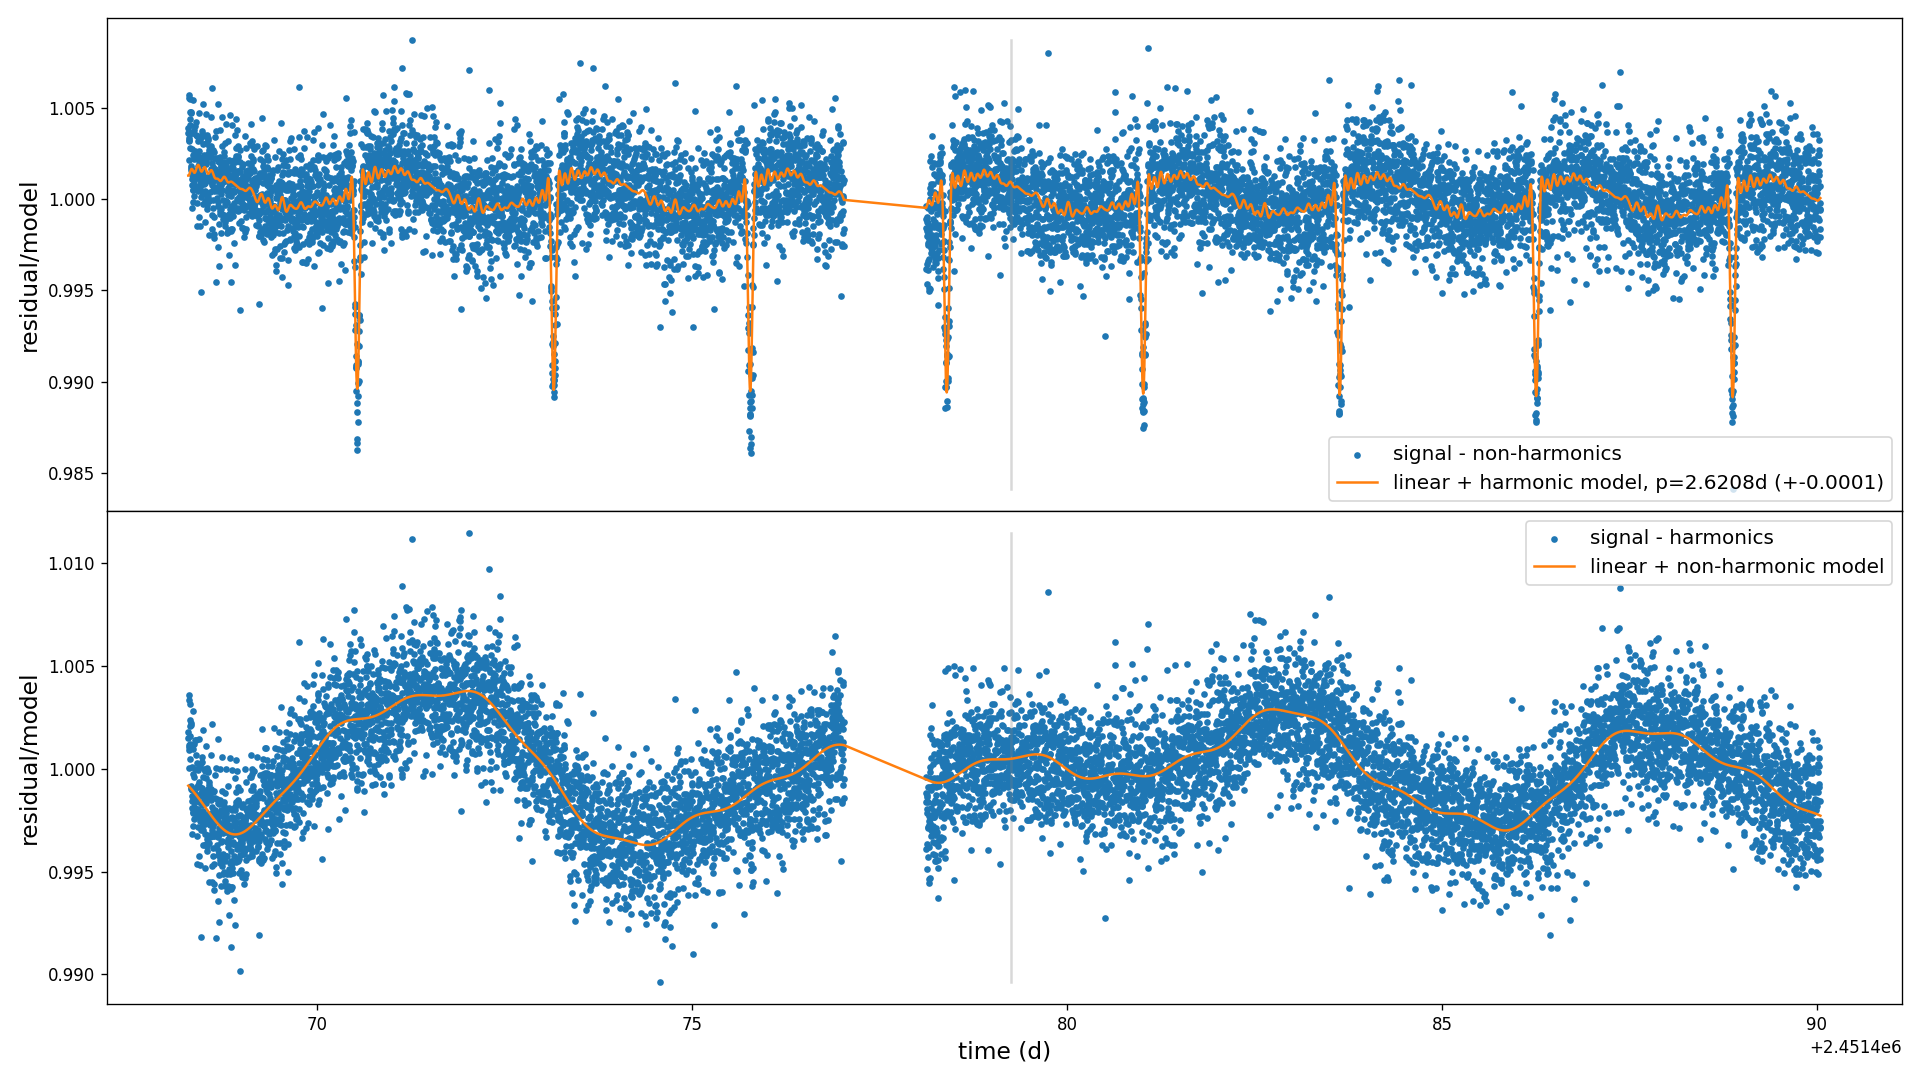 1.005
1.000
0.995
0.990
0.985
residual/model
signal - non-harmonics
linear + harmonic model, p=2.6208d (+-0.0001)
1.010
1.005
1.000
0.995
0.990
residual/model
signal - harmonics
linear + non-harmonic model
70
75
80
85
90
time (d)
+2.4514e6